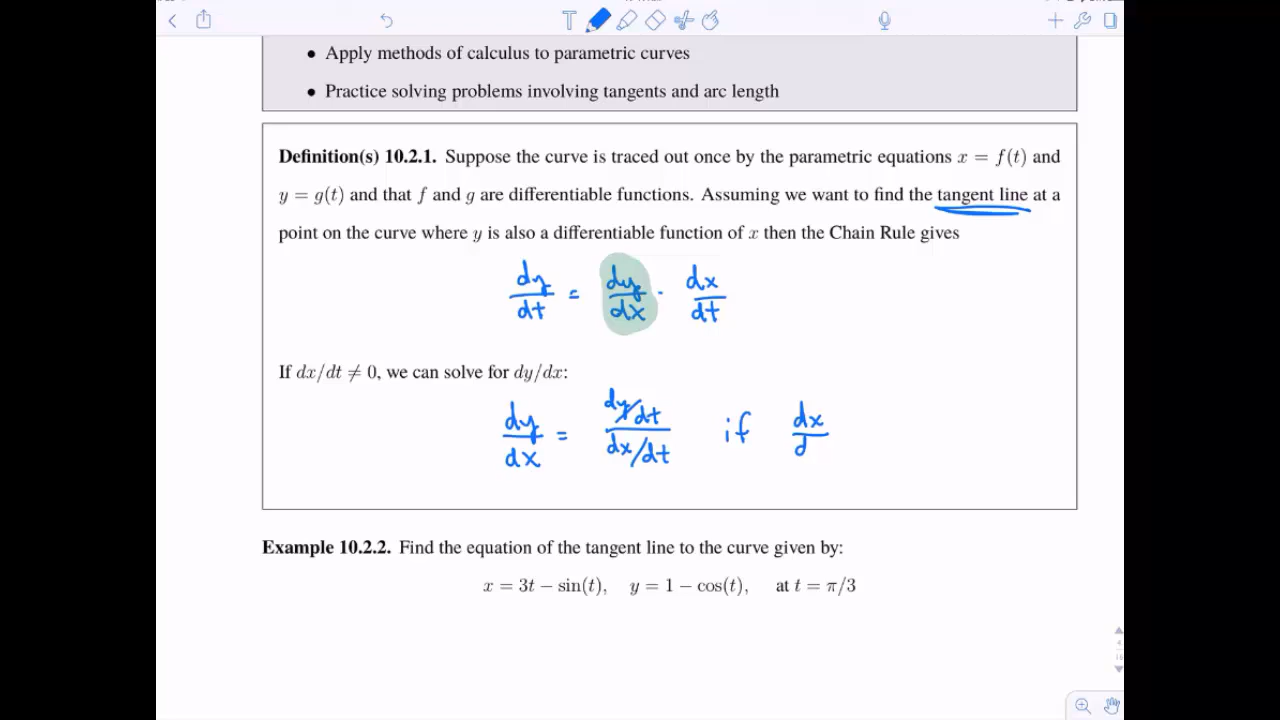 • Apply methods of calculus to parametric curves
• Practice solving problems involving tangents and arc length
Definition(s) 10.2.1. Suppose the curve is traced out once by the parametric equations x = f(t) and
y = g(t) and that f and g are differentiable functions. Assuming we want to find the tangent line at a
point on the curve where y is also a differentiable function of x then the Chain Rule gives
dy/dt = dy/dx · dx/dt
If dx/dt ≠ 0, we can solve for dy/dx:
dy/dx = (dy/dt)/(dx/dt) if dx/d
Example 10.2.2. Find the equation of the tangent line to the curve given by:
x = 3t − sin(t), y = 1 − cos(t), at t = π/3